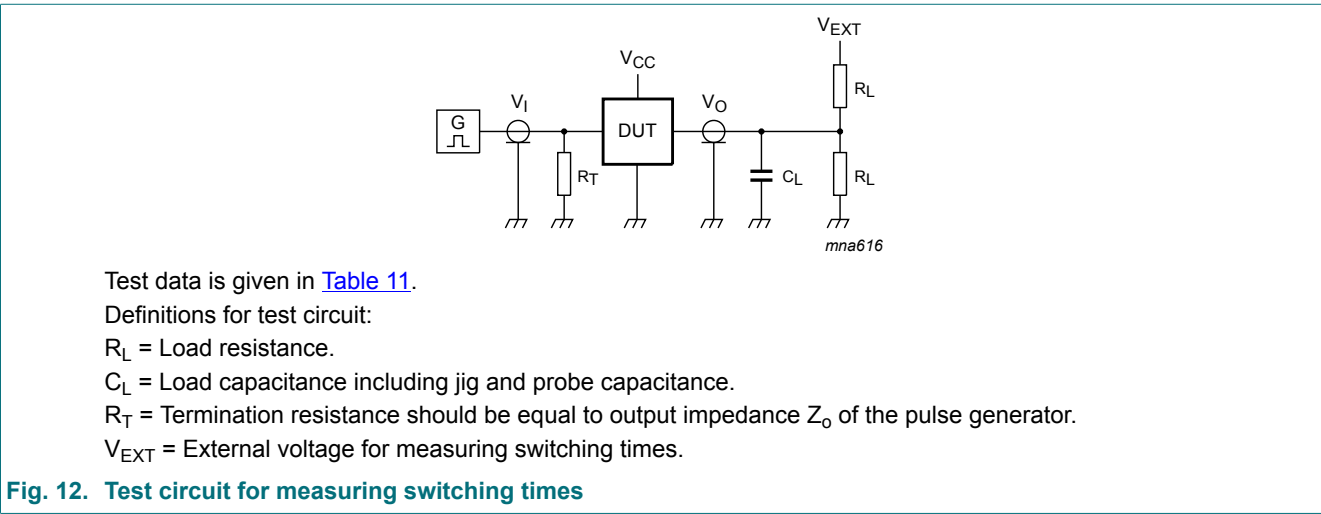 VEXT
VCC
RL
VI
VO
G
DUT
RT
CL
RL
mna616
Test data is given in Table 11.
Definitions for test circuit:
RL = Load resistance.
CL = Load capacitance including jig and probe capacitance.
RT = Termination resistance should be equal to output impedance Zo of the pulse generator.
VEXT = External voltage for measuring switching times.
Fig. 12. Test circuit for measuring switching times